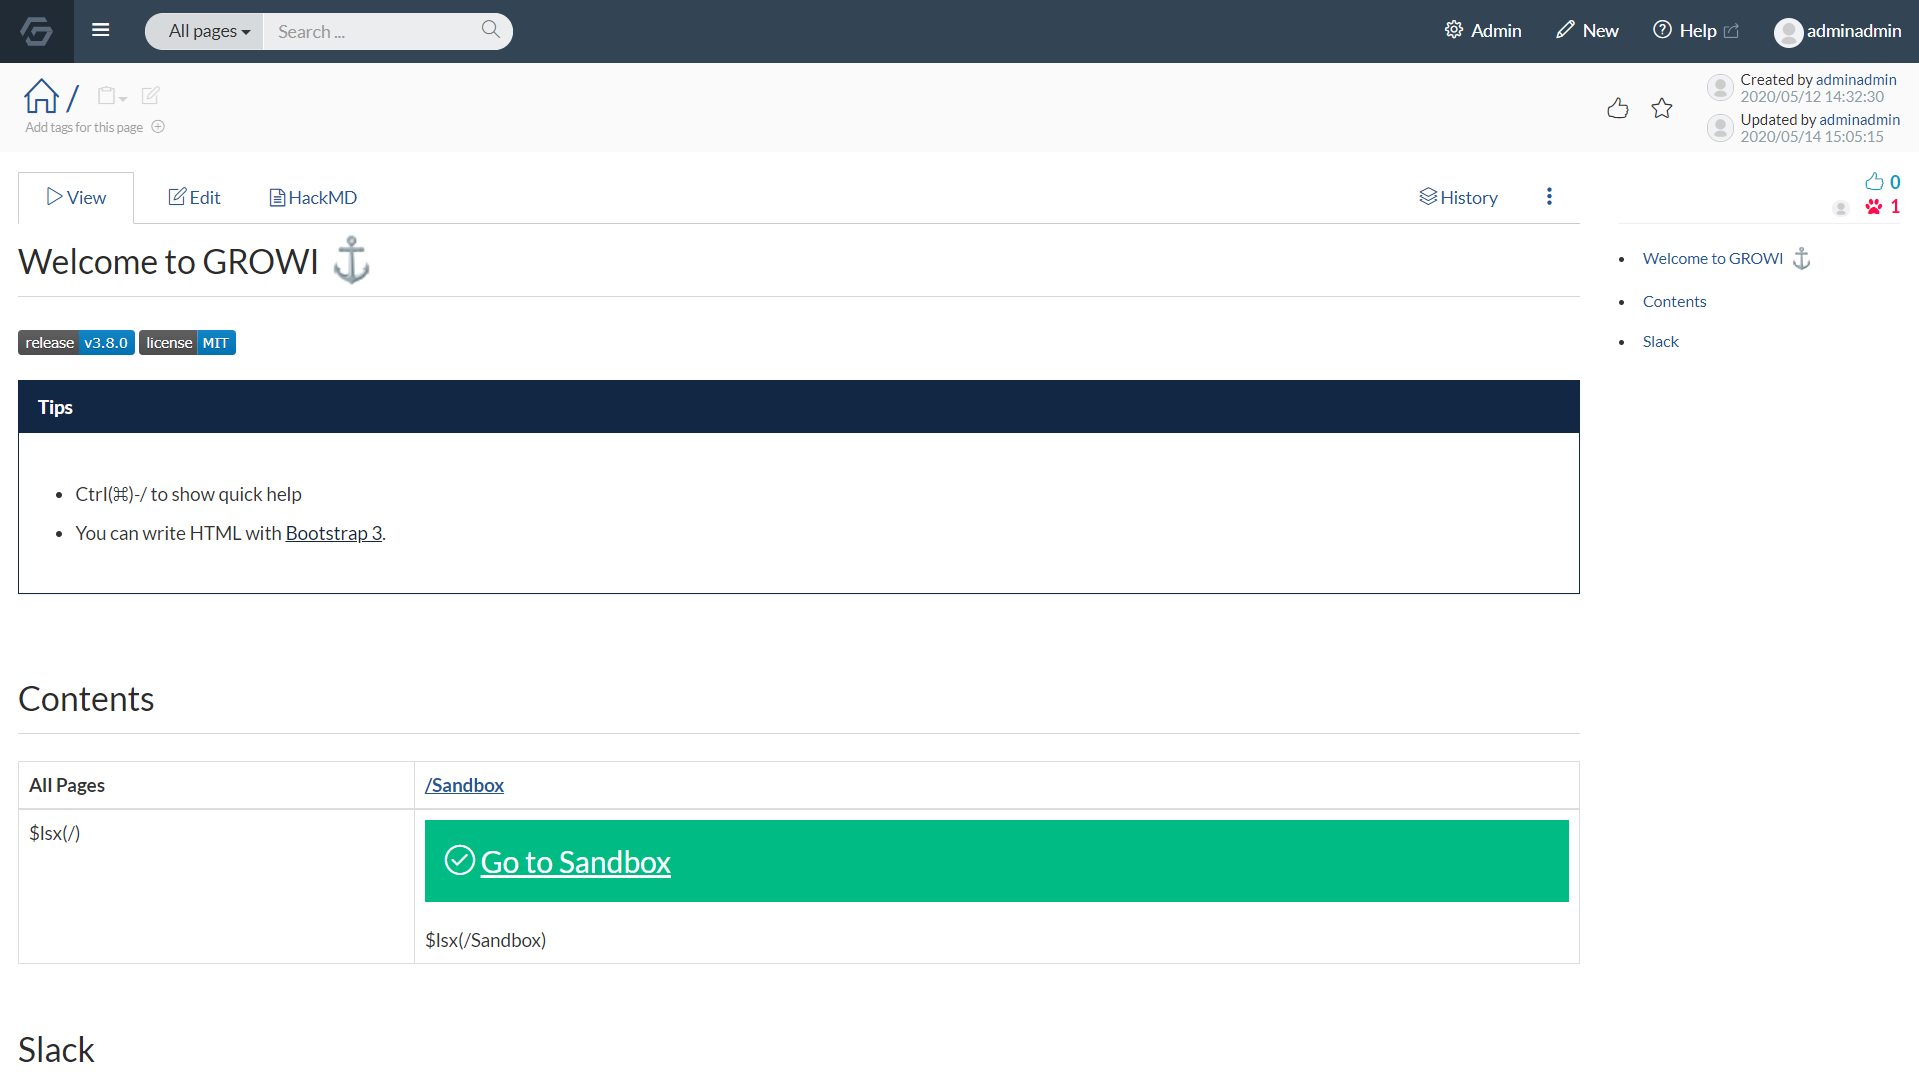 All pages
Search ...
Admin
New
Help
adminadmin
/
Add tags for this page
Created by adminadmin
2020/05/12 14:32:30
Updated by adminadmin
2020/05/14 15:05:15
View
Edit
HackMD
History
0
1
Welcome to GROWI
Welcome to GROWI
Contents
Slack
release v3.8.0
license MIT
Tips
Ctrl(⌘)-/ to show quick help
You can write HTML with Bootstrap 3.
Contents
All Pages
/Sandbox
$lsx(/)
Go to Sandbox
$lsx(/Sandbox)
Slack